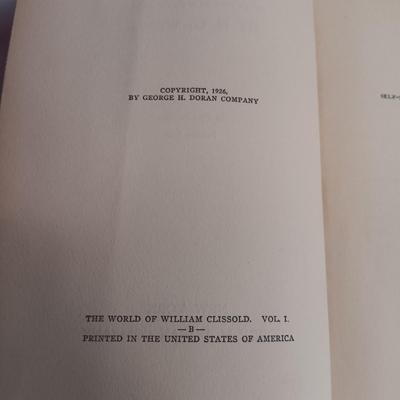 COPYRIGHT, 1926,
BY GEORGE H. DORAN COMPANY
THE WORLD OF WILLIAM CLISSOLD. VOL. I.
—B—
PRINTED IN THE UNITED STATES OF AMERICA